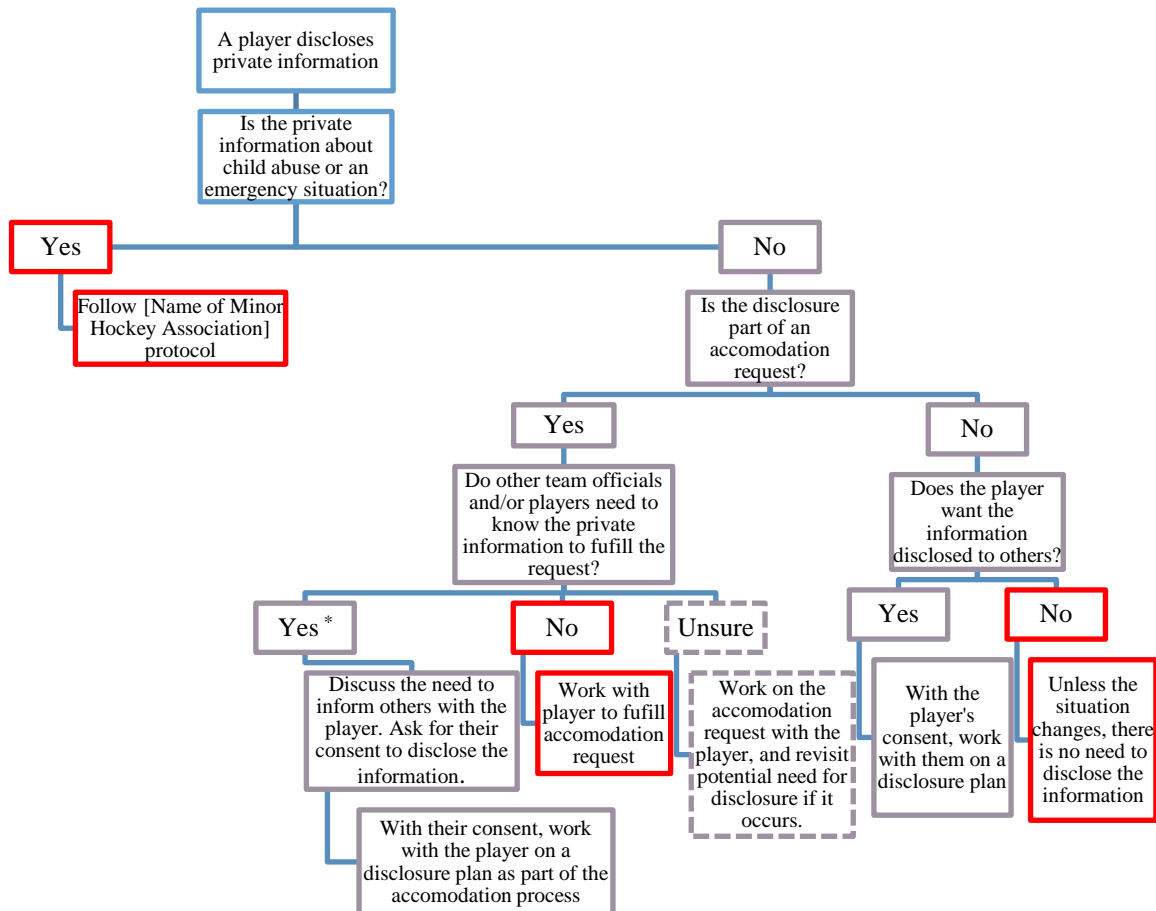 A player discloses
private information
Is the private
information about
child abuse or an
emergency situation?
Yes
No
Follow [Name of Minor
Hockey Association]
protocol
Is the disclosure
part of an
accomodation
request?
Yes
No
Do other team officials
and/or players need to
know the private
information to fufill the
request?
Does the player
want the
information
disclosed to others?
Yes *
No
Unsure
Yes
No
Discuss the need to
inform others with the
player. Ask for their
consent to disclose the
information.
Work with
player to fufill
accomodation
request
Work on the
accomodation
request with the
player, and revisit
potential need for
disclosure if it
occurs.
With the
player's
consent, work
with them on a
disclosure plan
Unless the
situation
changes, there
is no need to
disclose the
information
With their consent, work
with the player on a
disclosure plan as part of the
accomodation process